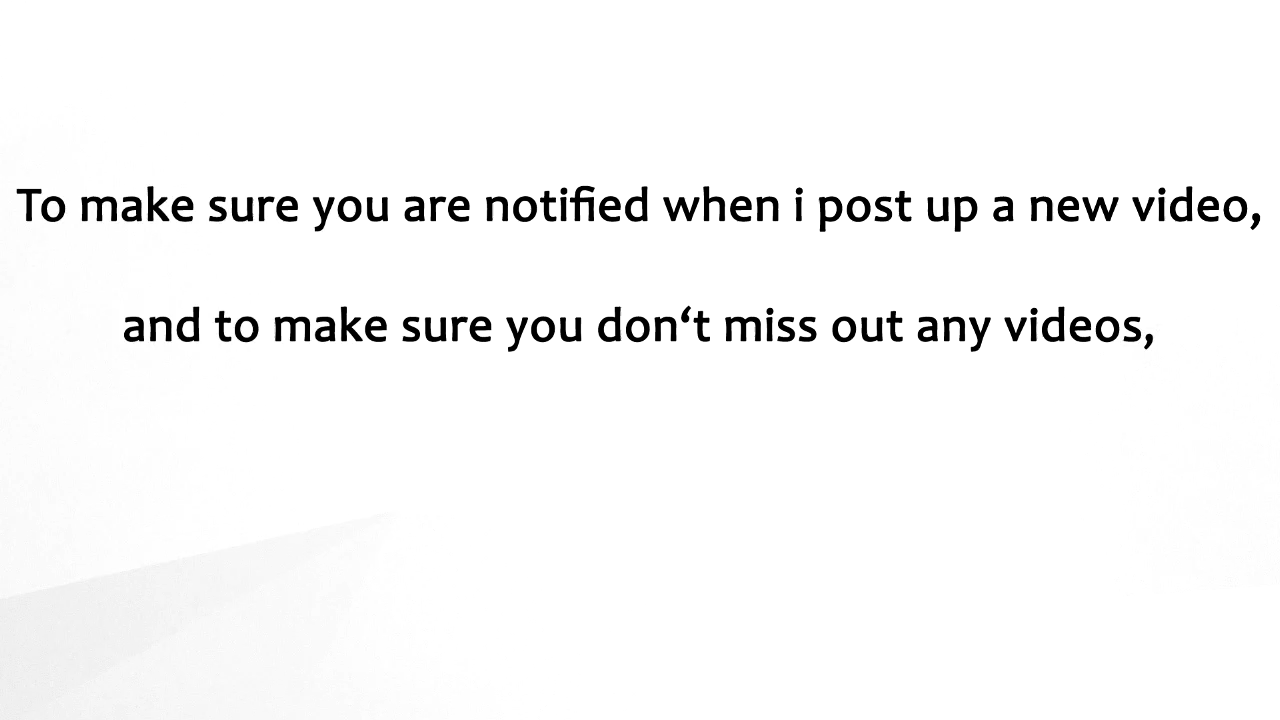 To make sure you are notified when i post up a new video,
and to make sure you don‘t miss out any videos,